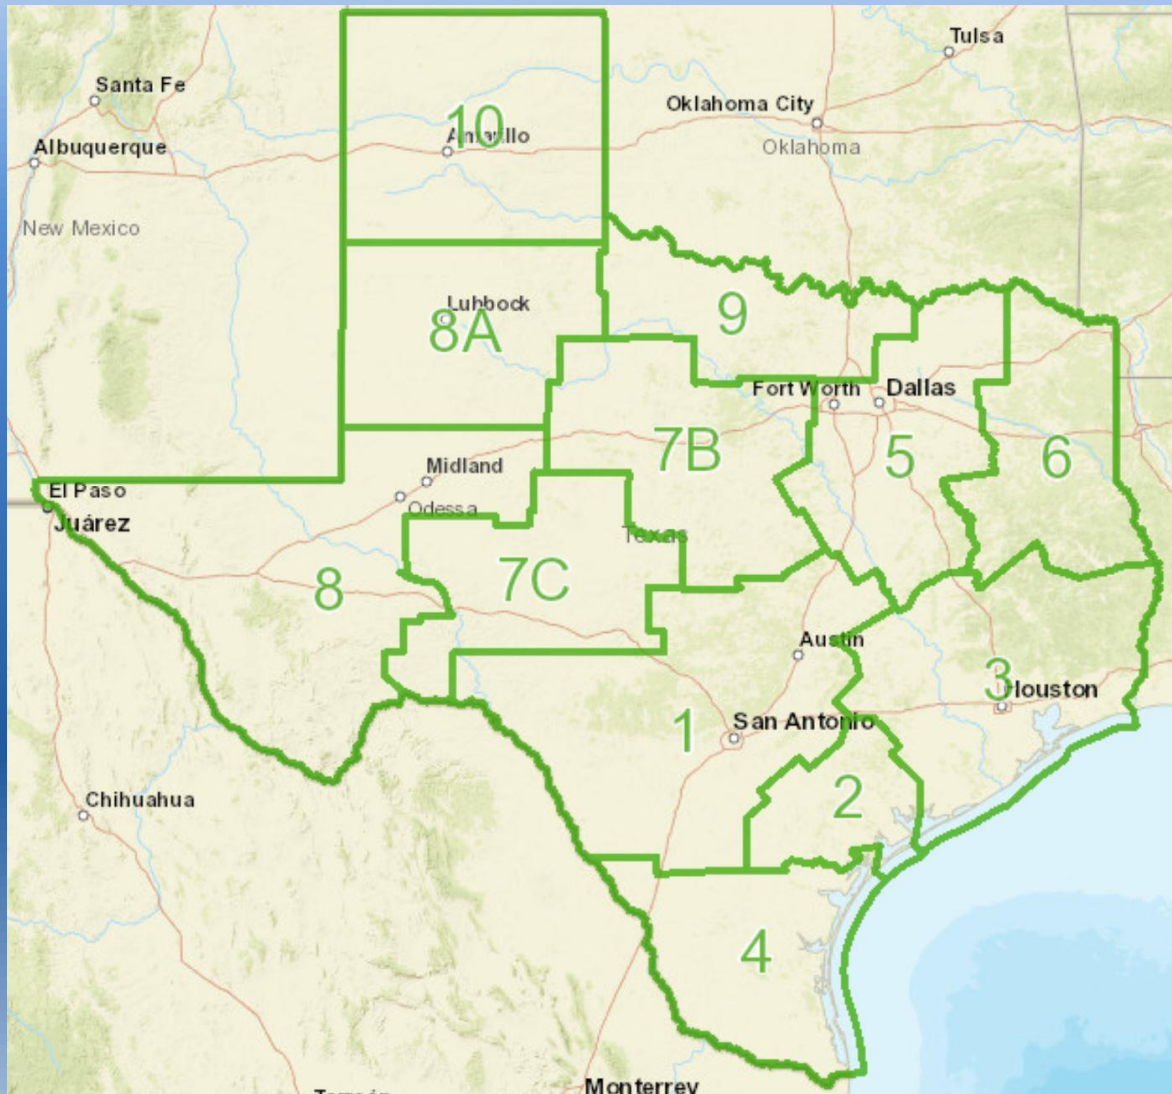 Tulsa
Santa Fe
Oklahoma City
10
Amarillo
Albuquerque
Oklahoma
New Mexico
Lubbock
9
8A
Fort Worth
Dallas
7B
5
6
Midland
El Paso
Odessa
Juárez
Texas
8
7C
Austin
3
Houston
1
San Antonio
2
Chihuahua
4
Monterrey